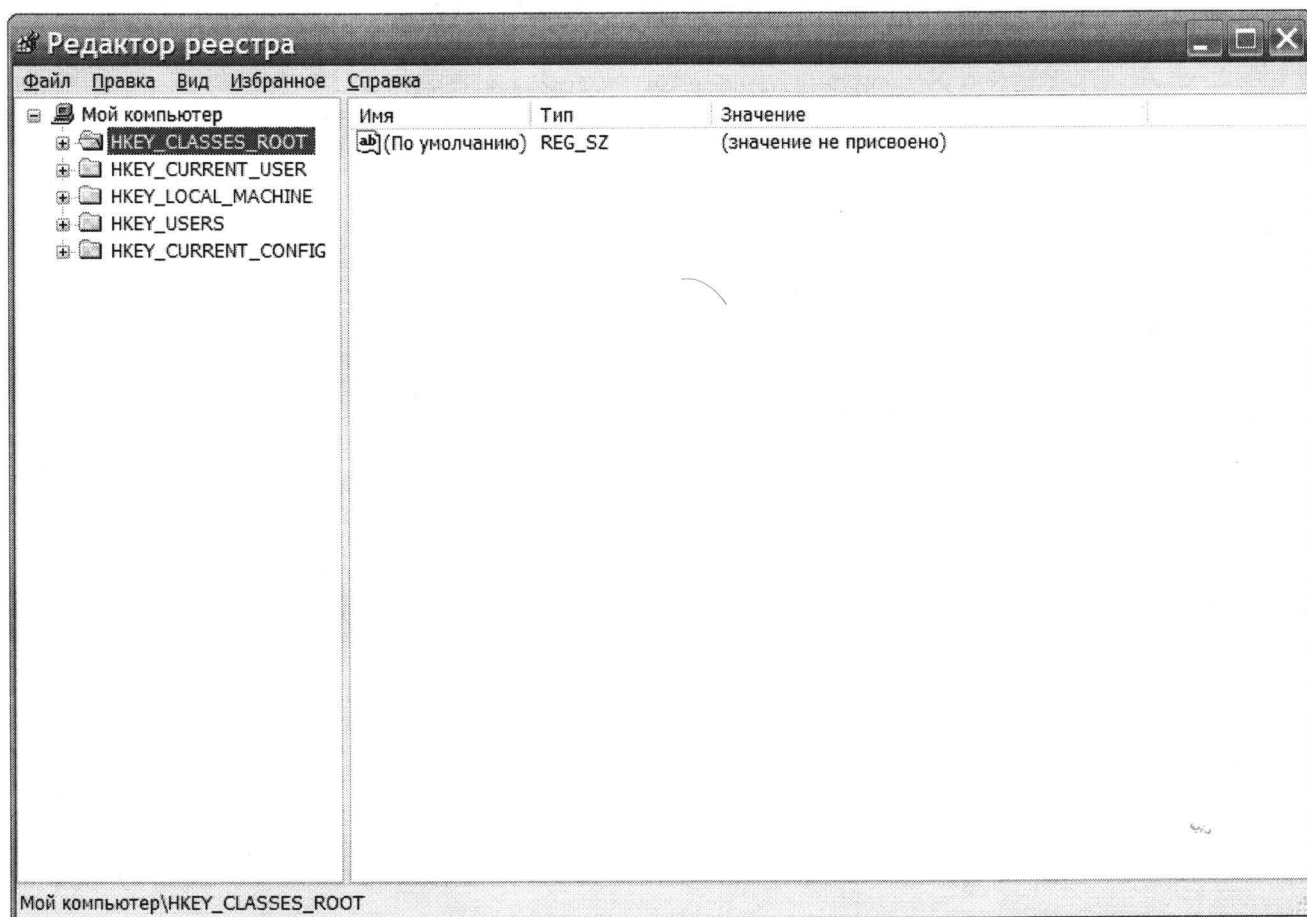 Редактор реестра
Файл Правка Вид Избранное Справка
Мой компьютер
HKEY_CLASSES_ROOT
HKEY_CURRENT_USER
HKEY_LOCAL_MACHINE
HKEY_USERS
HKEY_CURRENT_CONFIG
Имя Тип Значение
ab (По умолчанию) REG_SZ (значение не присвоено)
Мой компьютер\HKEY_CLASSES_ROOT